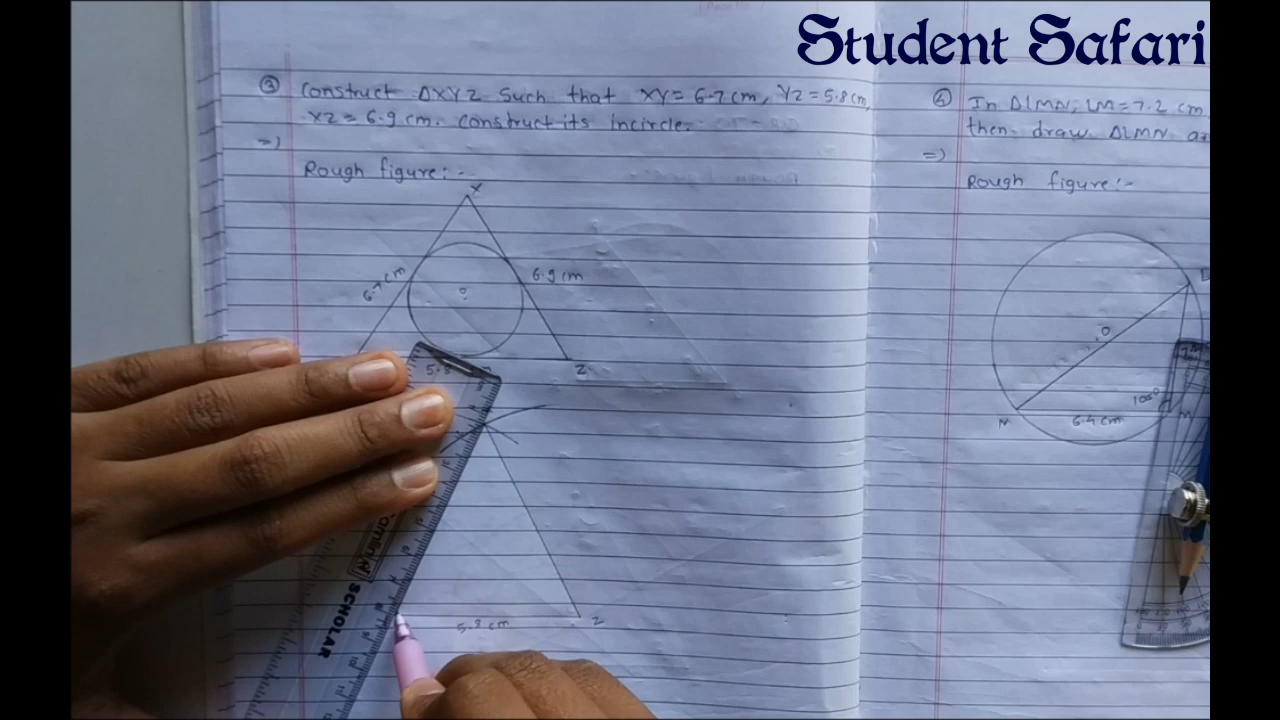 Student Safari
③ Construct ΔXYZ such that XY = 6.7 cm, YZ = 5.8 cm,
XZ = 6.9 cm. Construct its incircle.
=)
Rough figure:-
X
6.7 cm
6.9 cm
O
5.8
Z
5.8 cm
Z
SCHOLAR
④ In ΔLMN, LM = 7.2 cm
then draw ΔLMN
=)
Rough figure:-
L
O
105°
N
6.4 cm
M